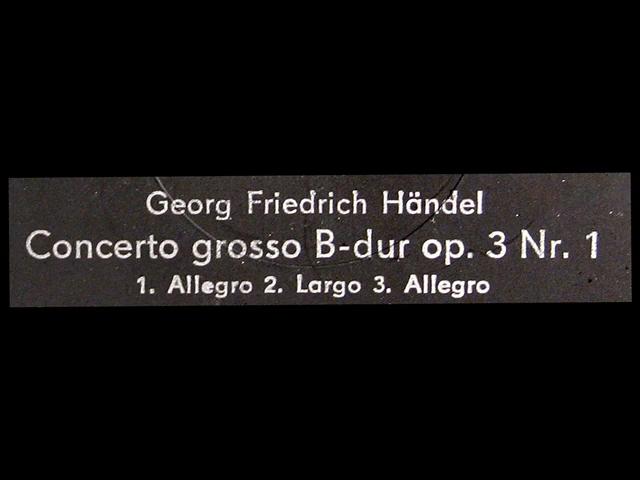 Georg Friedrich Händel
Concerto grosso B-dur op. 3 Nr. 1
1. Allegro 2. Largo 3. Allegro